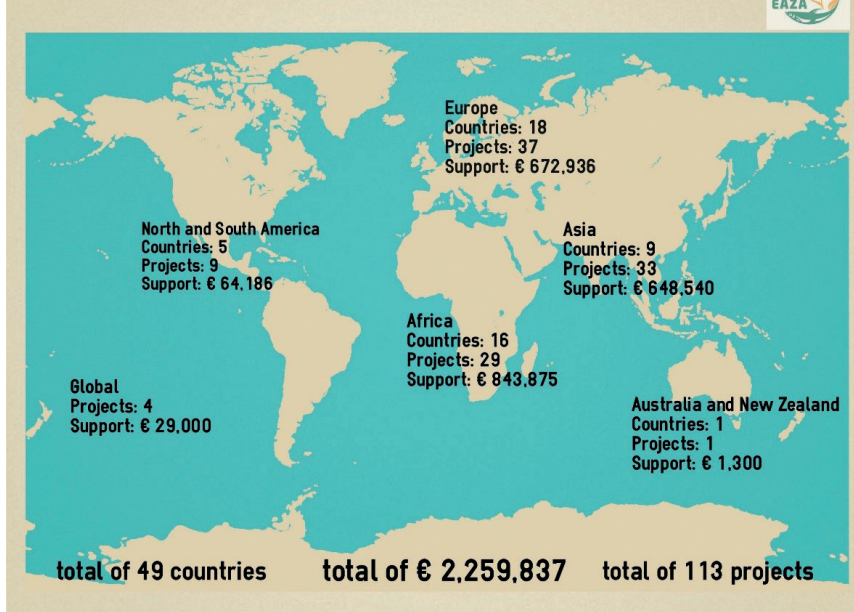 EAZA
Europe
Countries: 18
Projects: 37
Support: € 672,936
North and South America
Countries: 5
Projects: 9
Support: € 64,186
Asia
Countries: 9
Projects: 33
Support: € 648,540
Africa
Countries: 16
Projects: 29
Support: € 843,875
Global
Projects: 4
Support: € 29,000
Australia and New Zealand
Countries: 1
Projects: 1
Support: € 1,300
total of 49 countries
total of € 2,259,837
total of 113 projects